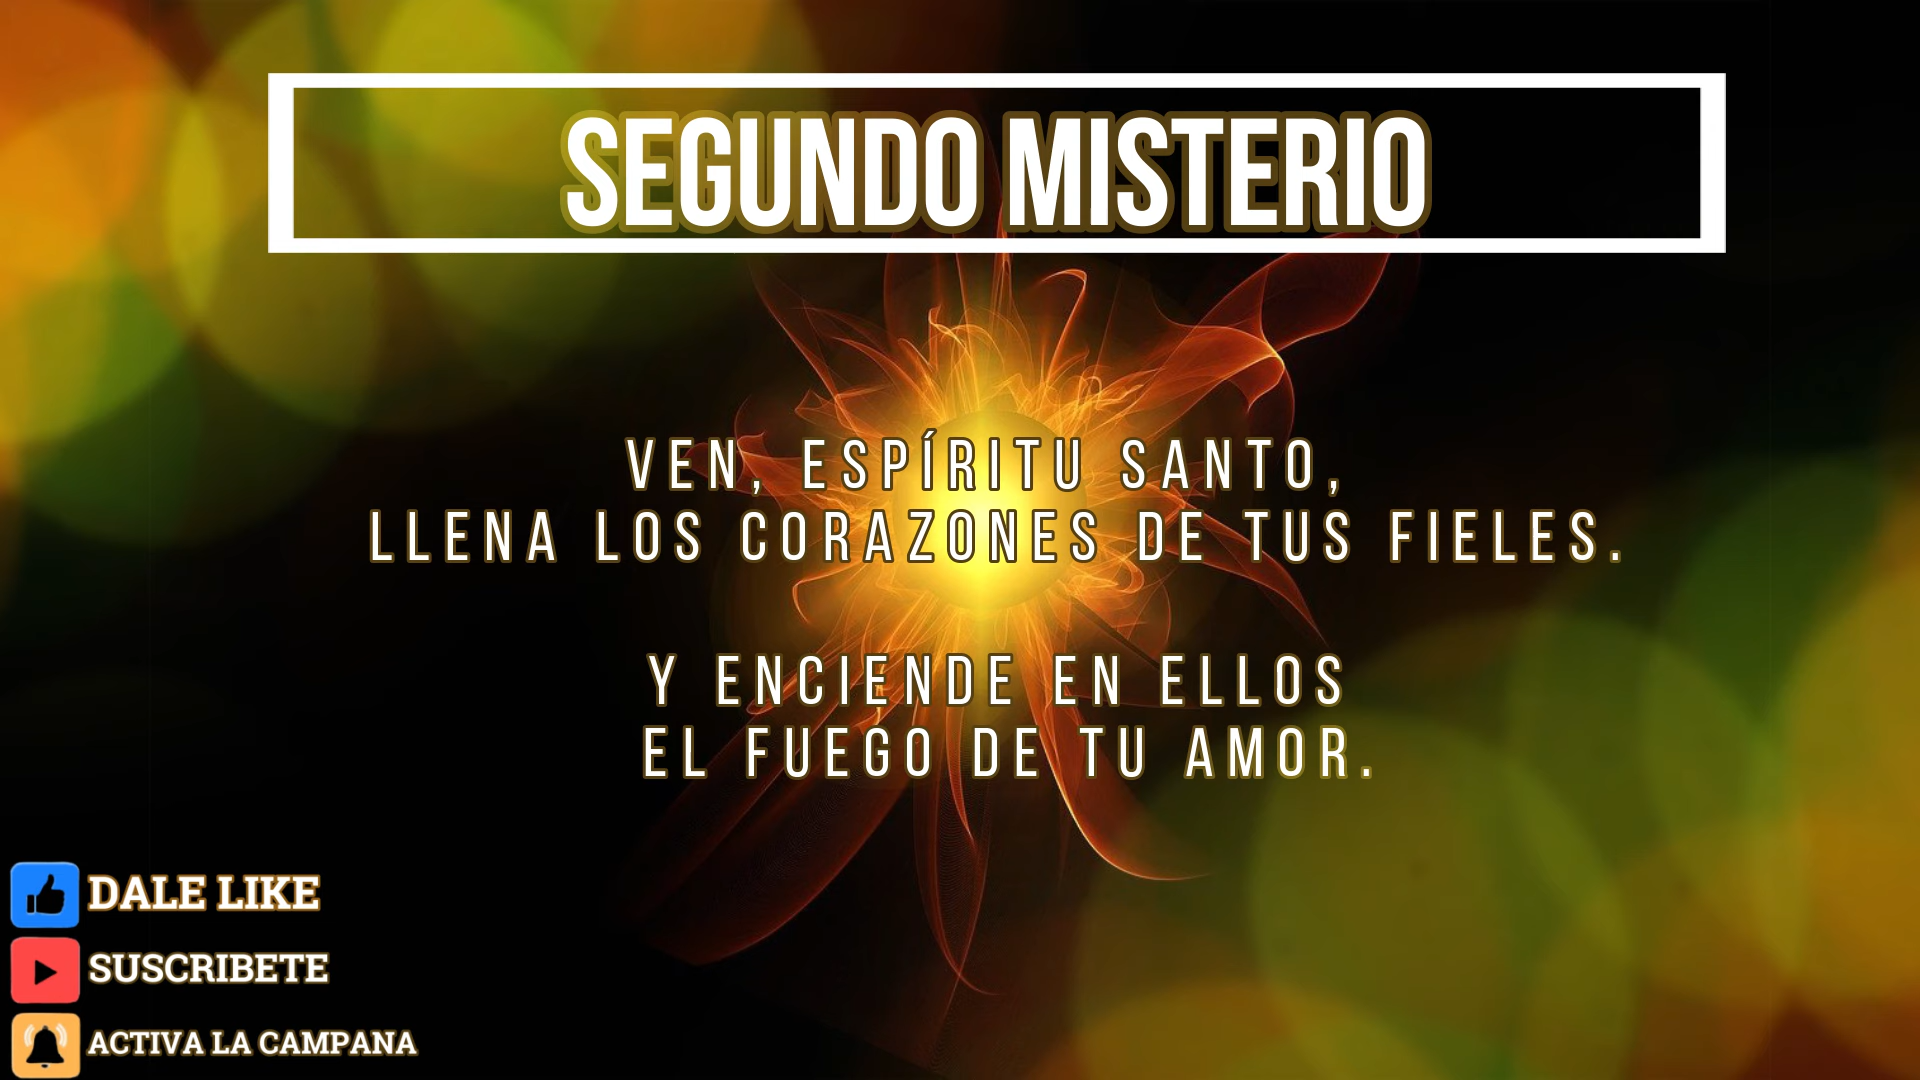 SEGUNDO MISTERIO
VEN, ESPÍRITU SANTO,
LLENA LOS CORAZONES DE TUS FIELES.
Y ENCIENDE EN ELLOS
EL FUEGO DE TU AMOR.
DALE LIKE
SUSCRIBETE
ACTIVA LA CAMPANA